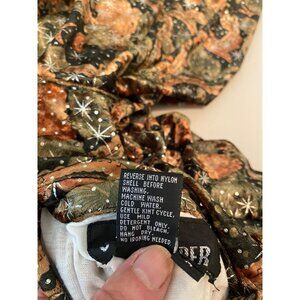 REVERSE INTO NYLON
SHELL BEFORE
WASHING.
MACHINE WASH
COLD WATER.
GENTLE KINT CYCLE,
USE MILD
DETERGENT ONLY.
DO NOT BLEACH.
HANG DRY.
NO IRONING NEEDED.